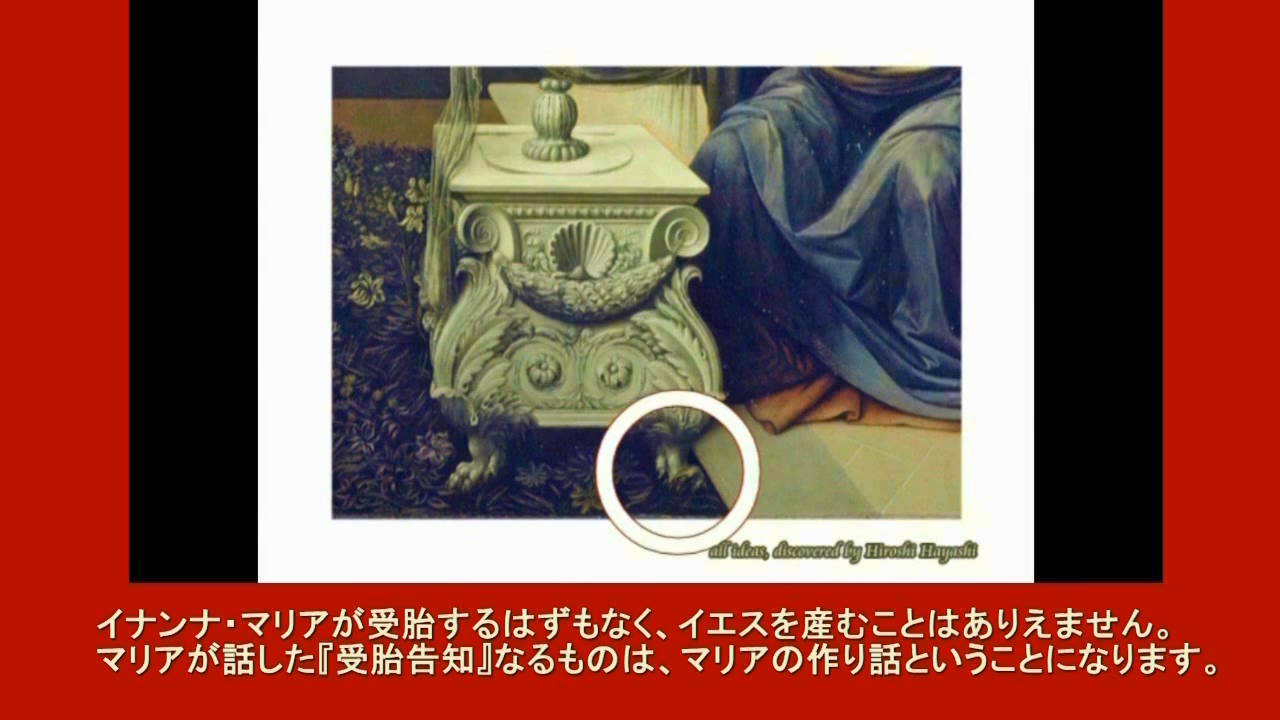 all ideas, discovered by Hiroshi Hayashi
イナンナ・マリアが受胎するはずもなく、イエスを産むことはありえません。
マリアが話した『受胎告知』なるものは、マリアの作り話ということになります。